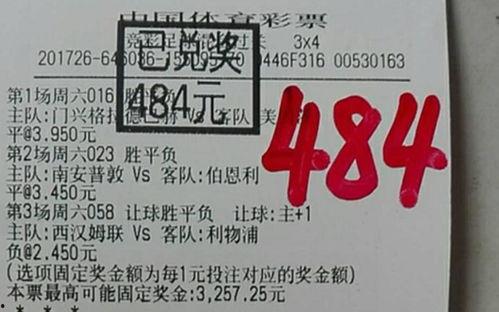 中国体育彩票
竞彩足球 3x4
201726-646036-15 0446F316 00530163
已兑奖
484元
484
第1场周六016 胜平负
主队:门兴格拉德巴赫 Vs 客队:美
平@3.950元
第2场周六023 胜平负
主队:南安普敦 Vs 客队:伯恩利
平@3.450元
第3场周六058 让球胜平负 让球:主+1
主队:西汉姆联 Vs 客队:利物浦
负@2.450元
(选项固定奖金额为每1元投注对应的奖金额)
本票最高可能固定奖金:3,257.25元